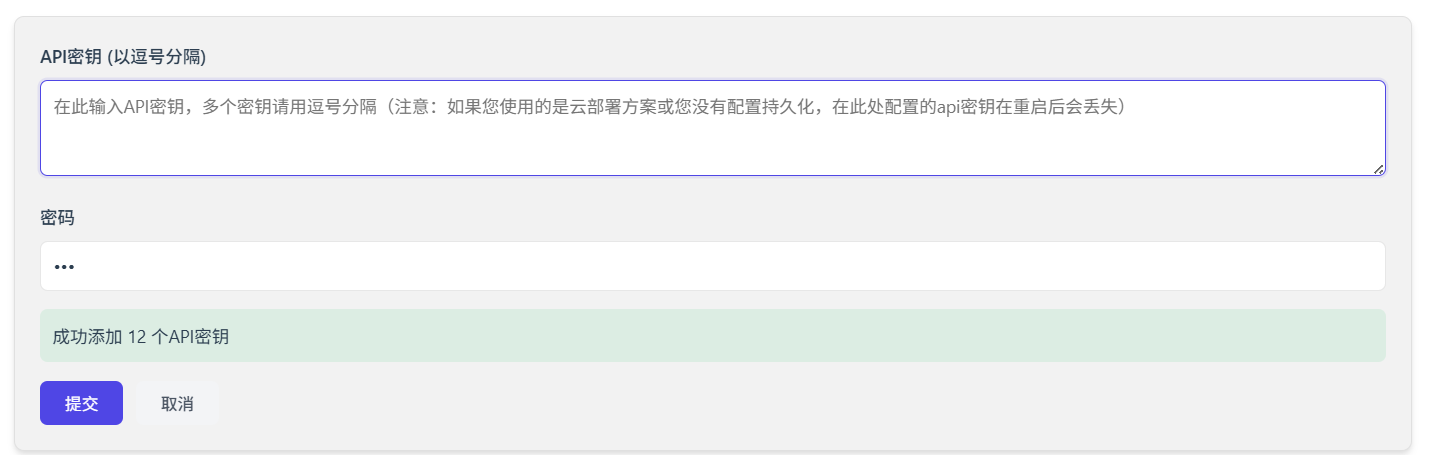 API密钥 (以逗号分隔)
在此输入API密钥，多个密钥请用逗号分隔（注意：如果您使用的是云部署方案或您没有配置持久化，在此处配置的api密钥在重启后会丢失）
密码
•••
成功添加 12 个API密钥
提交
取消